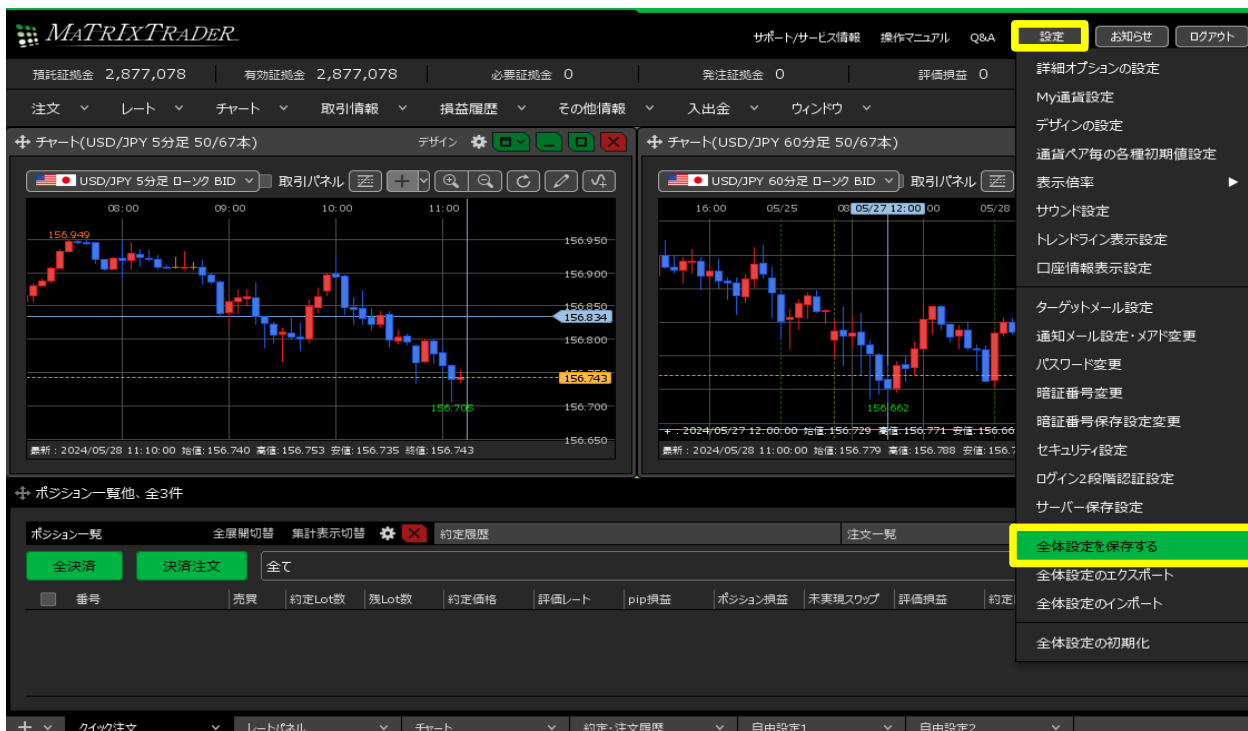 MATRIXTRADER
サポート/サービス情報 操作マニュアル Q&A 設定 お知らせ ログアウト
預託証拠金 2,877,078 有効証拠金 2,877,078 必要証拠金 0 発注証拠金 0 評価損益 0
注文 レート チャート 取引情報 損益履歴 その他情報 入出金 ウィンドウ
チャート(USD/JPY 5分足 50/67本) デザイン
USD/JPY 5分足 ローソク BID 取引パネル
08:00 09:00 10:00 11:00
156.949
156.950
156.900
156.850
156.834
156.800
156.743
156.705
156.700
156.650
最新 : 2024/05/28 11:10:00 始値:156.740 高値:156.753 安値:156.735 終値:156.743
チャート(USD/JPY 60分足 50/67本)
USD/JPY 60分足 ローソク BID 取引パネル
16:00 05/25 08 05/27 12:00 00 05/28
156.662
+ : 2024/05/27 12:00:00 始値:156.729 高値:156.771 安値:156.66
最新 : 2024/05/28 11:00:00 始値:156.779 高値:156.788 安値:156.7
詳細オプションの設定
My通貨設定
デザインの設定
通貨ペア毎の各種初期値設定
表示倍率
サウンド設定
トレンドライン表示設定
口座情報表示設定
ターゲットメール設定
通知メール設定・メアド変更
パスワード変更
暗証番号変更
暗証番号保存設定変更
セキュリティ設定
ログイン2段階認証設定
サーバー保存設定
全体設定を保存する
全体設定のエクスポート
全体設定のインポート
全体設定の初期化
ポジション一覧他、全3件
ポジション一覧 全展開切替 集計表示切替 約定履歴 注文一覧
全決済 決済注文 全て
番号 売買 約定Lot数 残Lot数 約定価格 評価レート pip損益 ポジション損益 未実現スワップ 評価損益 約定
クイック注文 レートパネル チャート 約定・注文履歴 自由設定1 自由設定2